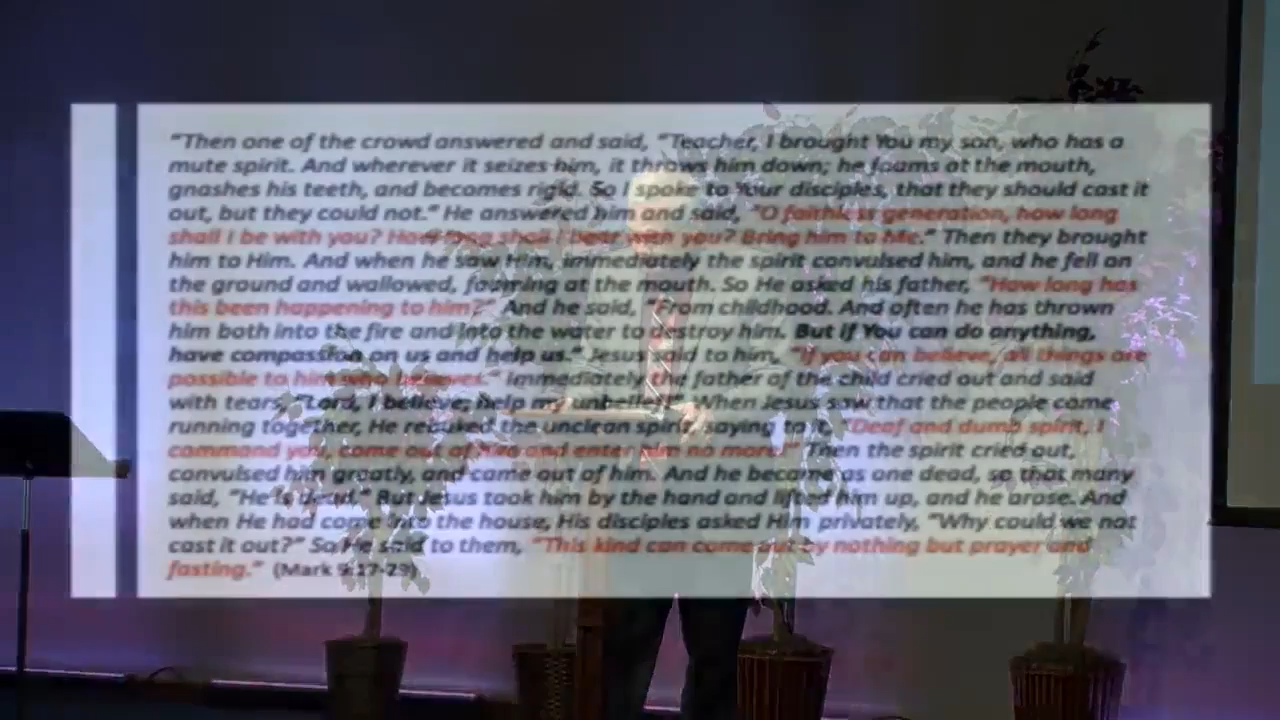 “Then one of the crowd answered and said, “Teacher, I brought You my son, who has a
mute spirit. And wherever it seizes him, it throws him down; he foams at the mouth,
gnashes his teeth, and becomes rigid. So I spoke to Your disciples, that they should cast it
out, but they could not.” He answered him and said, “O faithless generation, how long
shall I be with you? How long shall I bear with you? Bring him to Me.” Then they brought
him to Him. And when he saw Him, immediately the spirit convulsed him, and he fell on
the ground and wallowed, foaming at the mouth. So He asked his father, “How long has
this been happening to him?” And he said, “From childhood. And often he has thrown
him both into the fire and into the water to destroy him. But if You can do anything,
have compassion on us and help us.” Jesus said to him, “If you can believe, all things are
possible to him who believes.” Immediately the father of the child cried out and said
with tears, “Lord, I believe; help my unbelief!” When Jesus saw that the people came
running together, He rebuked the unclean spirit, saying to it, “Deaf and dumb spirit, I
command you, come out of him and enter him no more!” Then the spirit cried out,
convulsed him greatly, and came out of him. And he became as one dead, so that many
said, “He is dead.” But Jesus took him by the hand and lifted him up, and he arose. And
when He had come into the house, His disciples asked Him privately, “Why could we not
cast it out?” So He said to them, “This kind can come out by nothing but prayer and
fasting.” (Mark 9:17-29)